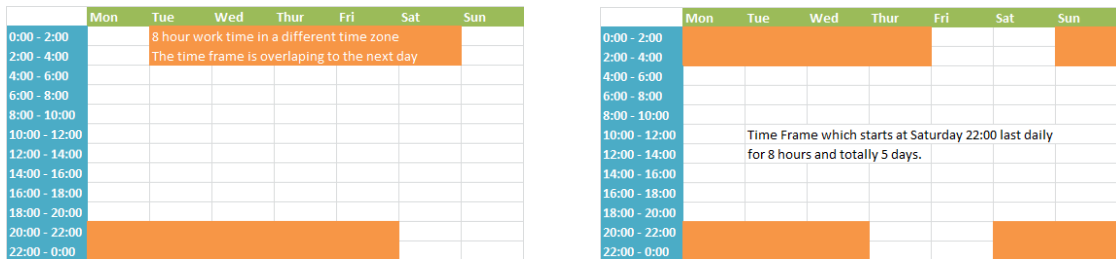 Mon Tue Wed Thur Fri Sat Sun
0:00 - 2:00 8 hour work time in a different time zone
2:00 - 4:00 The time frame is overlaping to the next day
4:00 - 6:00
6:00 - 8:00
8:00 - 10:00
10:00 - 12:00
12:00 - 14:00
14:00 - 16:00
16:00 - 18:00
18:00 - 20:00
20:00 - 22:00
22:00 - 0:00
Mon Tue Wed Thur Fri Sat Sun
0:00 - 2:00
2:00 - 4:00
4:00 - 6:00
6:00 - 8:00
8:00 - 10:00
10:00 - 12:00 Time Frame which starts at Saturday 22:00 last daily
12:00 - 14:00 for 8 hours and totally 5 days.
14:00 - 16:00
16:00 - 18:00
18:00 - 20:00
20:00 - 22:00
22:00 - 0:00